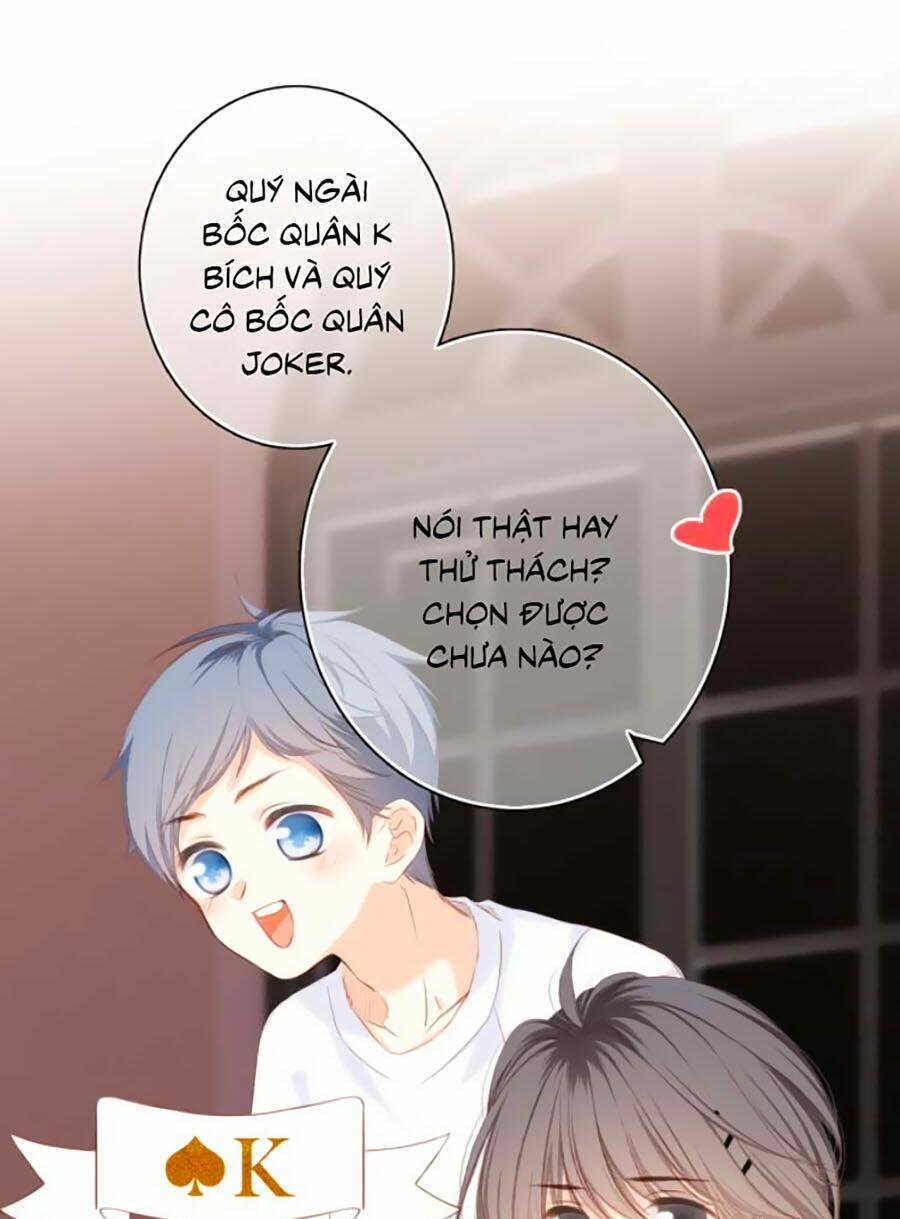 QUÝ NGÀI
BỐC QUÂN K
BÍCH VÀ QUÝ
CÔ BỐC QUÂN
JOKER.
NÓI THẬT HAY
THỬ THÁCH?
CHỌN ĐƯỢC
CHƯA NÀO?
♠K